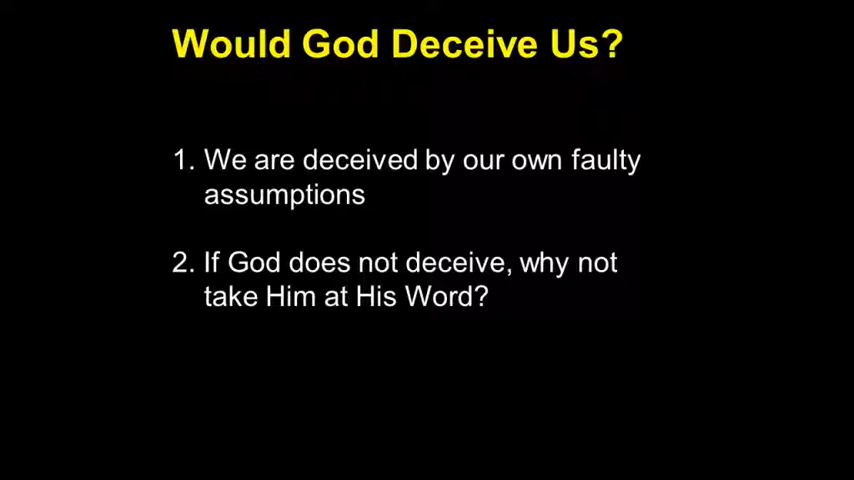 Would God Deceive Us?
1. We are deceived by our own faulty
assumptions
2. If God does not deceive, why not
take Him at His Word?